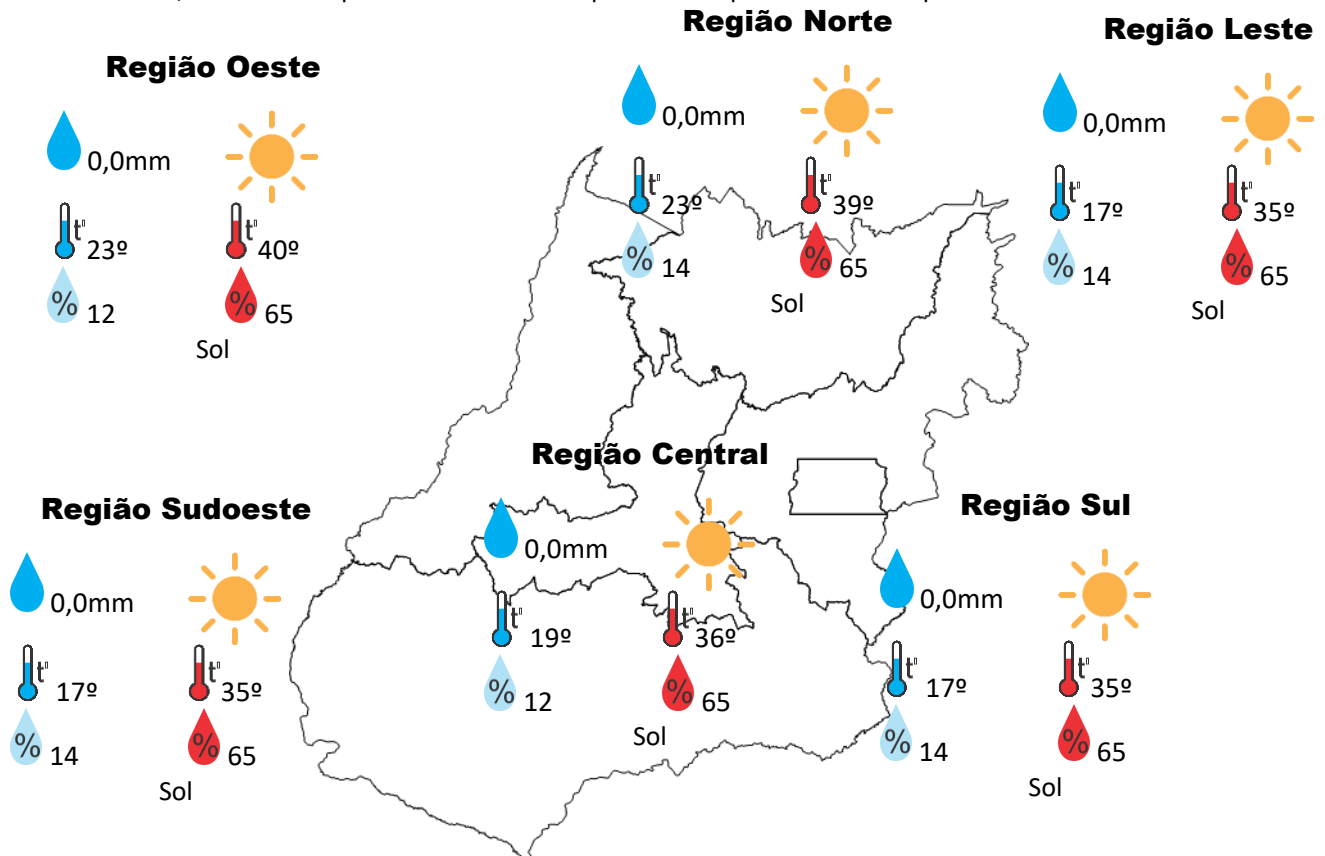 Região Norte
0,0mm
t° 23º
t° 39º
% 14
% 65
Sol
Região Leste
0,0mm
t° 17º
t° 35º
% 14
% 65
Sol
Região Oeste
0,0mm
t° 23º
t° 40º
% 12
% 65
Sol
Região Central
0,0mm
t° 19º
t° 36º
% 12
% 65
Sol
Região Sudoeste
0,0mm
t° 17º
t° 35º
% 14
% 65
Sol
Região Sul
0,0mm
t° 17º
t° 35º
% 14
% 65
Sol